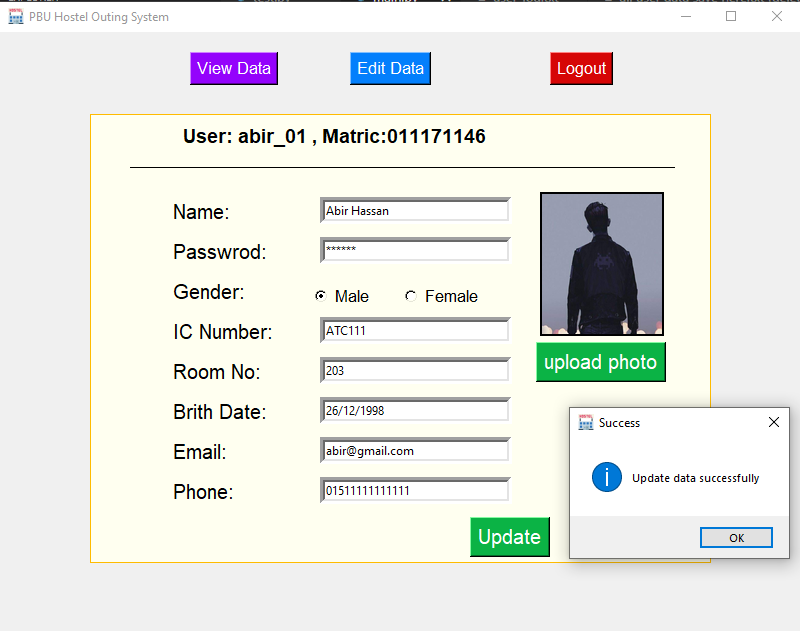 PBU Hostel Outing System
View Data Edit Data Logout
User: abir_01 , Matric:011171146
Name: Abir Hassan
Passwrod: ******
Gender: Male Female
IC Number: ATC111
Room No: 203
upload photo
Brith Date: 26/12/1998
Email: abir@gmail.com
Phone: 01511111111111
Update
Success
Update data successfully
OK